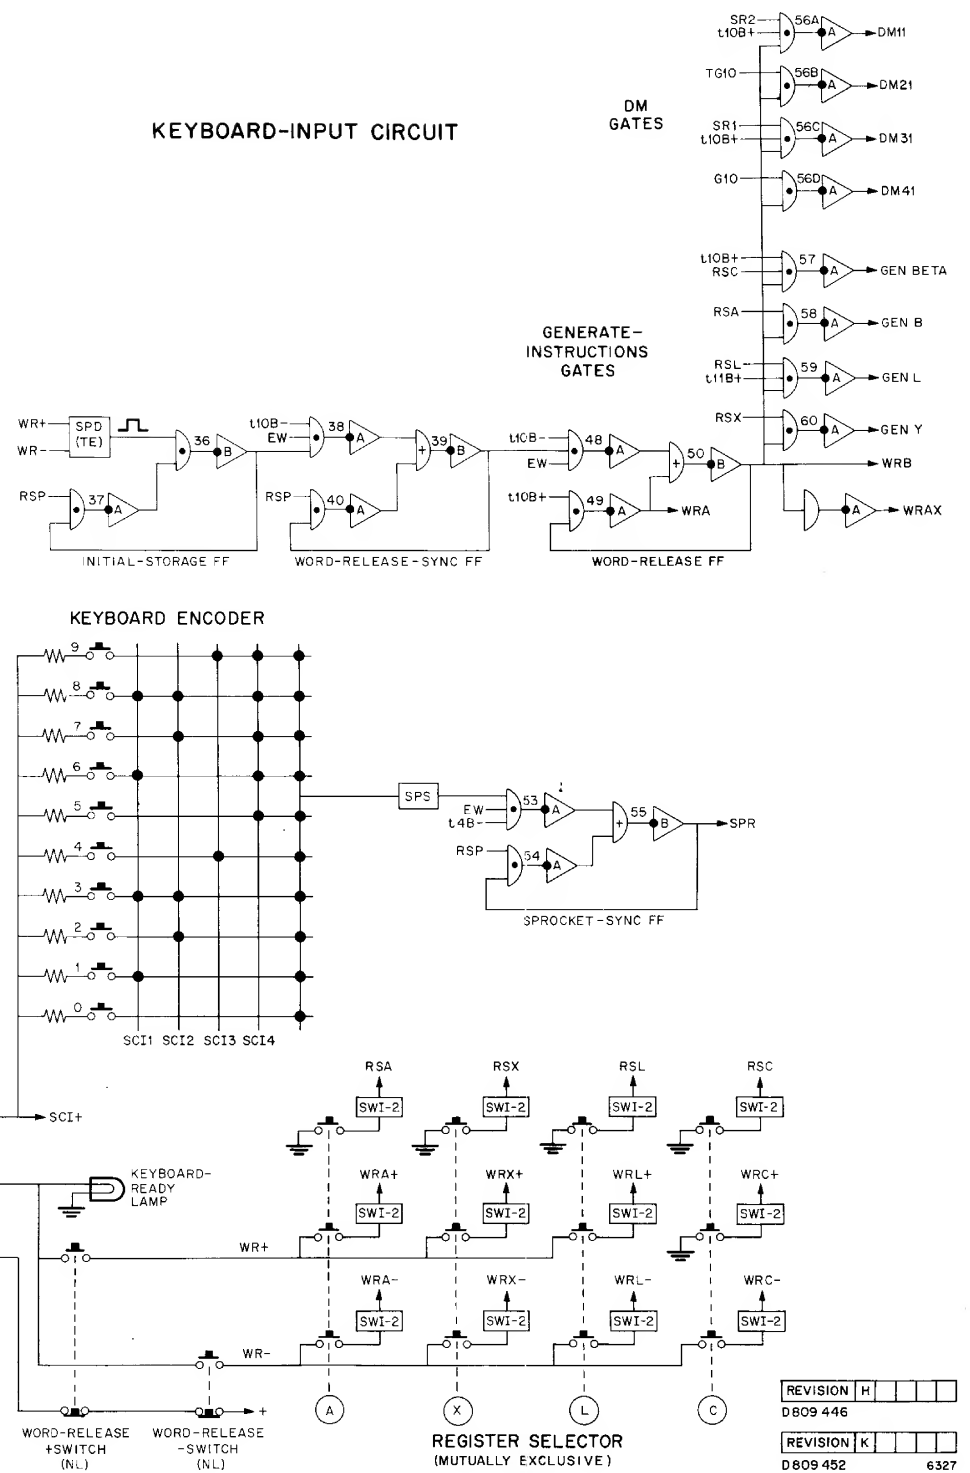 SR2 56A
t10B+ A DM11
TG10 56B
A DM21
KEYBOARD-INPUT CIRCUIT
DM
GATES
SR1 56C
t10B+ A DM31
G10 56D
A DM41
t10B+ 57
RSC A GEN BETA
RSA 58
A GEN B
GENERATE-
INSTRUCTIONS
GATES
RSL 59
t11B+ A GEN L
RSX 60
A GEN Y
WR+
WR-
SPD
(TE)
36
B
RSP 37 A
INITIAL-STORAGE FF
t10B-
EW
38
A
39
+ B
RSP 40 A
WORD-RELEASE-SYNC FF
t10B-
EW
48
A
50
+ B
t10B+ 49 A WRA
WORD-RELEASE FF
WRB
A WRAX
KEYBOARD ENCODER
9
8
7
6
5
4
3
2
1
0
SCI1 SCI2 SCI3 SCI4
SCI+
SPS
EW
t4B-
53
A
55
+ B SPR
RSP 54 A
SPROCKET-SYNC FF
RSA RSX RSL RSC
SWI-2 SWI-2 SWI-2 SWI-2
KEYBOARD-
READY
LAMP
WRA+ WRX+ WRL+ WRC+
SWI-2 SWI-2 SWI-2 SWI-2
WR+
WRA- WRX- WRL- WRC-
SWI-2 SWI-2 SWI-2 SWI-2
WR-
+
A X L C
WORD-RELEASE
+SWITCH
(NL)
WORD-RELEASE
-SWITCH
(NL)
REGISTER SELECTOR
(MUTUALLY EXCLUSIVE)
REVISION H
D809 446
REVISION K
D809 452 6327